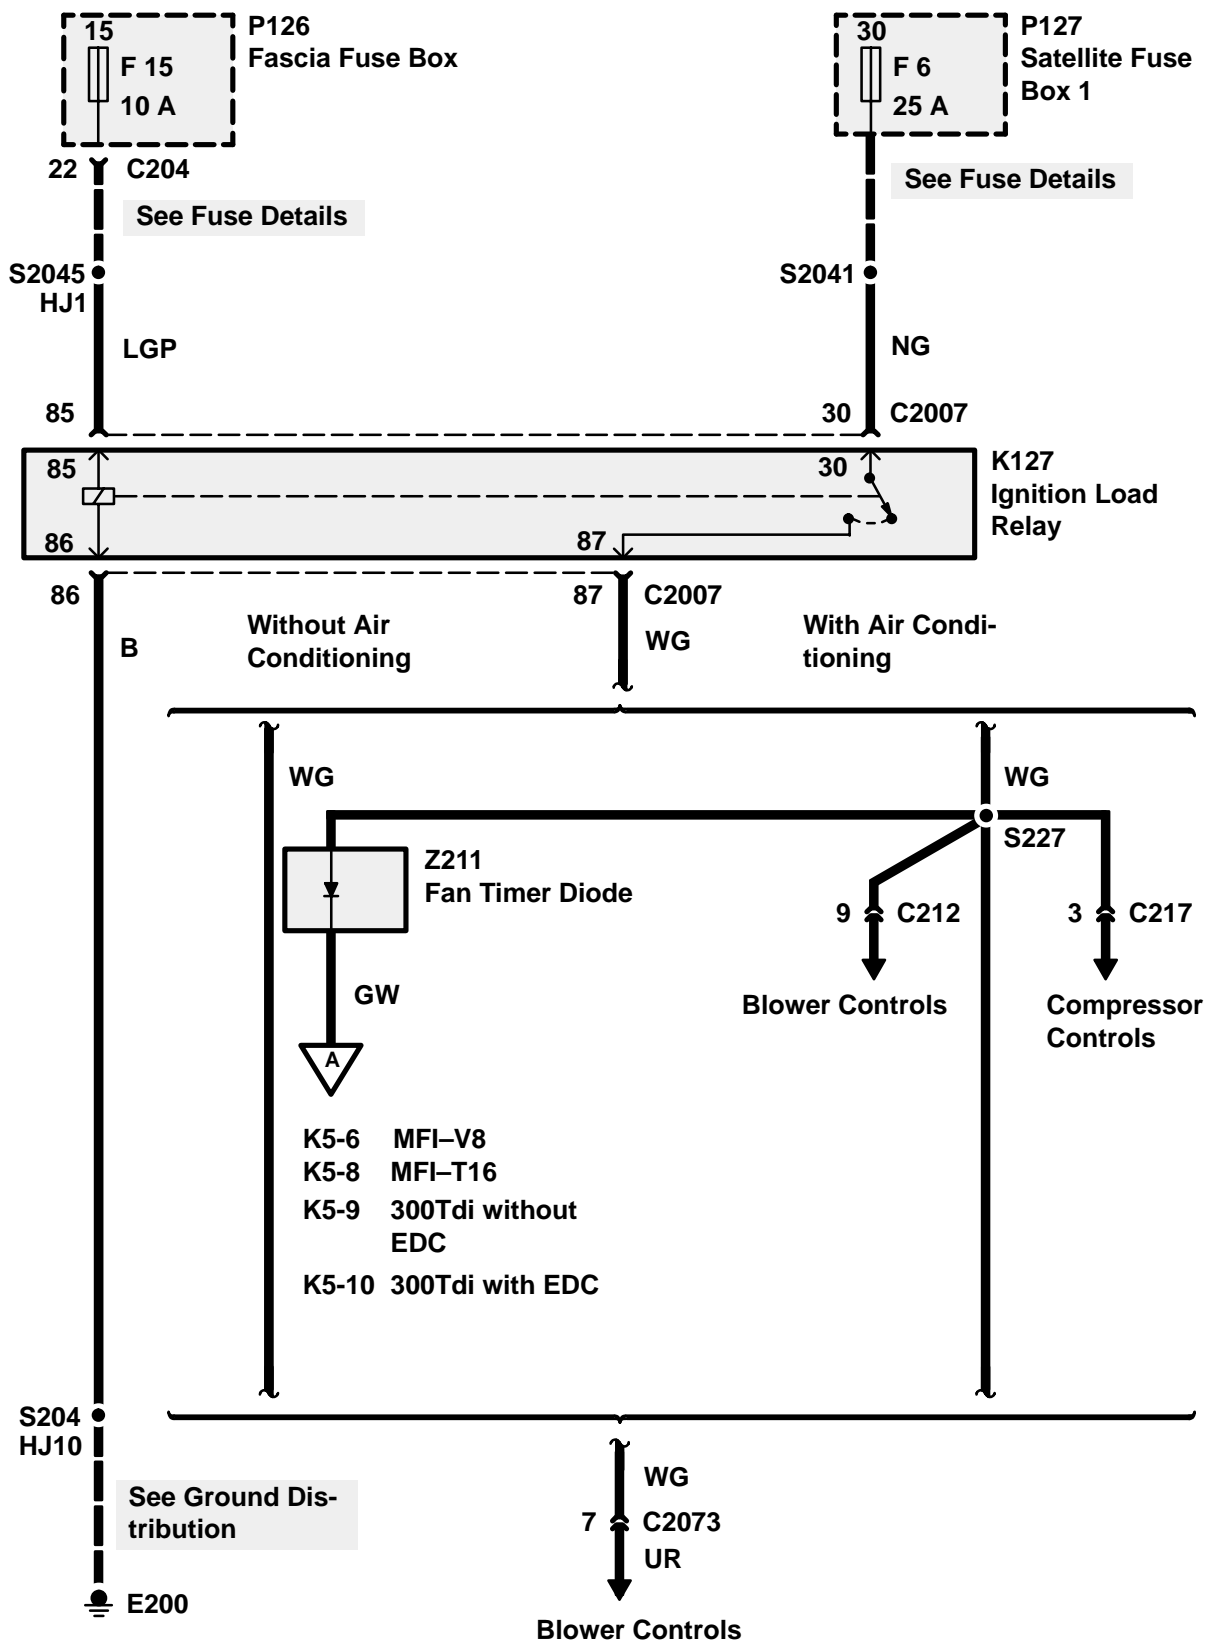 15
F 15
10 A
P126
Fascia Fuse Box
30
F 6
25 A
P127
Satellite Fuse
Box 1
22 C204
See Fuse Details
See Fuse Details
S2045
HJ1
S2041
LGP
NG
85
30 C2007
85
30
K127
Ignition Load
Relay
86
87
86
87 C2007
B
Without Air
Conditioning
WG
With Air Condi-
tioning
WG
WG
S227
Z211
Fan Timer Diode
9 C212
3 C217
GW
Blower Controls
Compressor
Controls
A
K5-6 MFI–V8
K5-8 MFI–T16
K5-9 300Tdi without
EDC
K5-10 300Tdi with EDC
S204
HJ10
WG
See Ground Dis-
tribution
7 C2073
UR
E200
Blower Controls